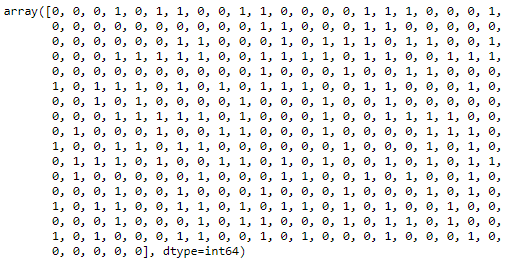 array([0, 0, 0, 1, 0, 1, 1, 0, 0, 1, 1, 0, 0, 0, 0, 1, 1, 1, 0, 0, 0, 1,
0, 0, 0, 0, 0, 0, 0, 0, 0, 0, 1, 1, 0, 0, 0, 1, 1, 0, 0, 0, 0, 0,
0, 0, 0, 0, 0, 0, 1, 1, 0, 0, 0, 1, 0, 1, 1, 1, 0, 1, 1, 0, 0, 1,
0, 0, 0, 1, 1, 1, 1, 1, 0, 0, 1, 1, 1, 1, 0, 1, 1, 0, 0, 1, 1, 1,
0, 0, 0, 0, 0, 0, 0, 0, 0, 0, 1, 0, 0, 0, 1, 0, 0, 1, 1, 0, 0, 0,
1, 0, 1, 1, 1, 0, 1, 0, 1, 0, 1, 1, 1, 0, 0, 1, 1, 0, 0, 0, 1, 0,
0, 0, 1, 0, 1, 0, 0, 0, 0, 1, 0, 0, 0, 1, 0, 1, 0, 0, 0, 0, 0, 0,
0, 0, 0, 1, 1, 1, 1, 1, 0, 1, 0, 0, 0, 0, 1, 0, 1, 1, 1, 1, 0, 0,
0, 1, 0, 0, 0, 1, 0, 0, 1, 1, 0, 0, 1, 0, 0, 0, 0, 0, 1, 1, 1, 0,
1, 0, 0, 1, 1, 0, 1, 1, 0, 0, 0, 0, 0, 0, 1, 0, 0, 1, 0, 1, 0, 0,
0, 1, 1, 1, 0, 1, 0, 0, 1, 1, 0, 1, 0, 0, 1, 0, 1, 0, 1, 0, 1, 1,
0, 1, 0, 0, 0, 0, 1, 0, 0, 0, 1, 1, 0, 0, 1, 0, 1, 0, 0, 1, 0, 0,
0, 0, 0, 1, 0, 0, 1, 0, 0, 0, 1, 0, 0, 0, 1, 0, 0, 0, 1, 0, 1, 0,
1, 0, 1, 1, 0, 0, 1, 1, 0, 1, 0, 1, 1, 0, 1, 0, 1, 0, 0, 1, 0, 0,
0, 0, 0, 1, 0, 0, 0, 1, 0, 1, 1, 0, 0, 0, 1, 0, 1, 1, 0, 1, 0, 0,
1, 0, 1, 0, 0, 0, 1, 1, 0, 0, 1, 0, 1, 0, 0, 0, 1, 0, 0, 0, 1, 0,
0, 0, 0, 0, 0], dtype=int64)